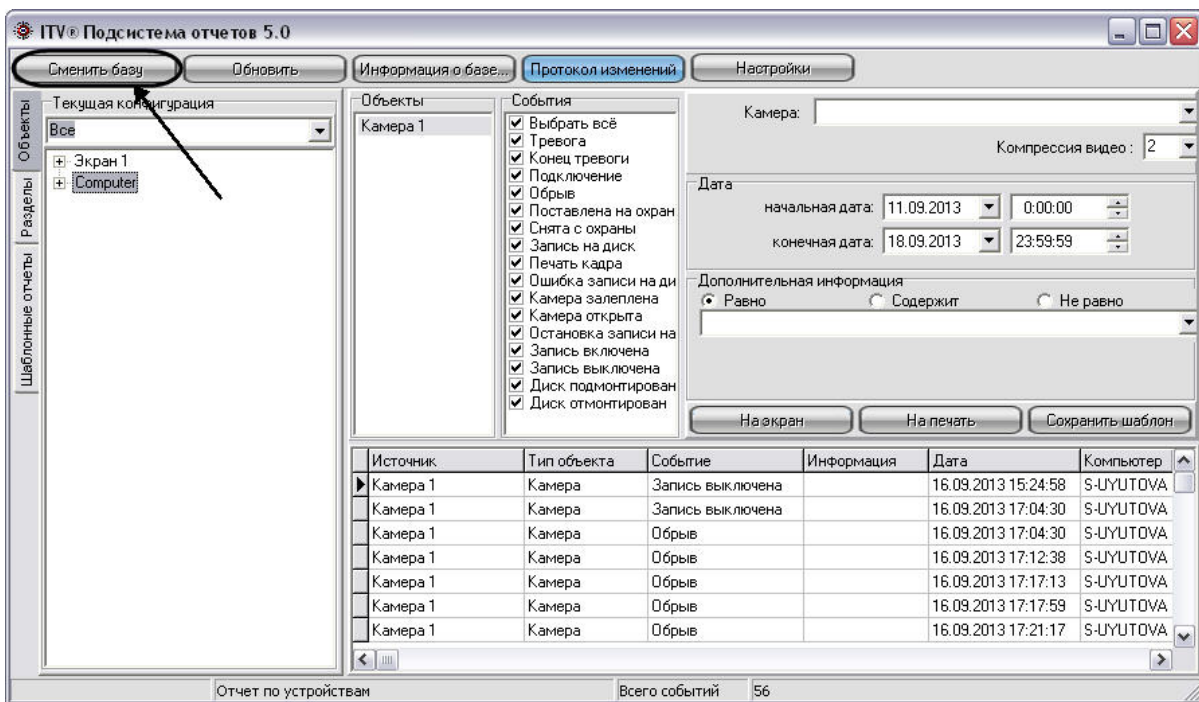 ITV® Подсистема отчетов 5.0
Сменить базу Обновить Информация о базе... Протокол изменений Настройки
Объекты
Разделы
Шаблонные отчеты
Текущая конфигурация
Все
Экран 1
Computer
Объекты
Камера 1
События
Выбрать всё
Тревога
Конец тревоги
Подключение
Обрыв
Поставлена на охран
Снята с охраны
Запись на диск
Печать кадра
Ошибка записи на ди
Камера залеплена
Камера открыта
Остановка записи на
Запись включена
Запись выключена
Диск подмонтирован
Диск отмонтирован
Камера:
Компрессия видео : 2
Дата
начальная дата: 11.09.2013 0:00:00
конечная дата: 18.09.2013 23:59:59
Дополнительная информация
Равно Содержит Не равно
На экран На печать Сохранить шаблон
Источник Тип объекта Событие Информация Дата Компьютер
Камера 1 Камера Запись выключена 16.09.2013 15:24:58 S-UYUTOVA
Камера 1 Камера Запись выключена 16.09.2013 17:04:30 S-UYUTOVA
Камера 1 Камера Обрыв 16.09.2013 17:04:30 S-UYUTOVA
Камера 1 Камера Обрыв 16.09.2013 17:12:38 S-UYUTOVA
Камера 1 Камера Обрыв 16.09.2013 17:17:13 S-UYUTOVA
Камера 1 Камера Обрыв 16.09.2013 17:17:59 S-UYUTOVA
Камера 1 Камера Обрыв 16.09.2013 17:21:17 S-UYUTOVA
Отчет по устройствам Всего событий 56